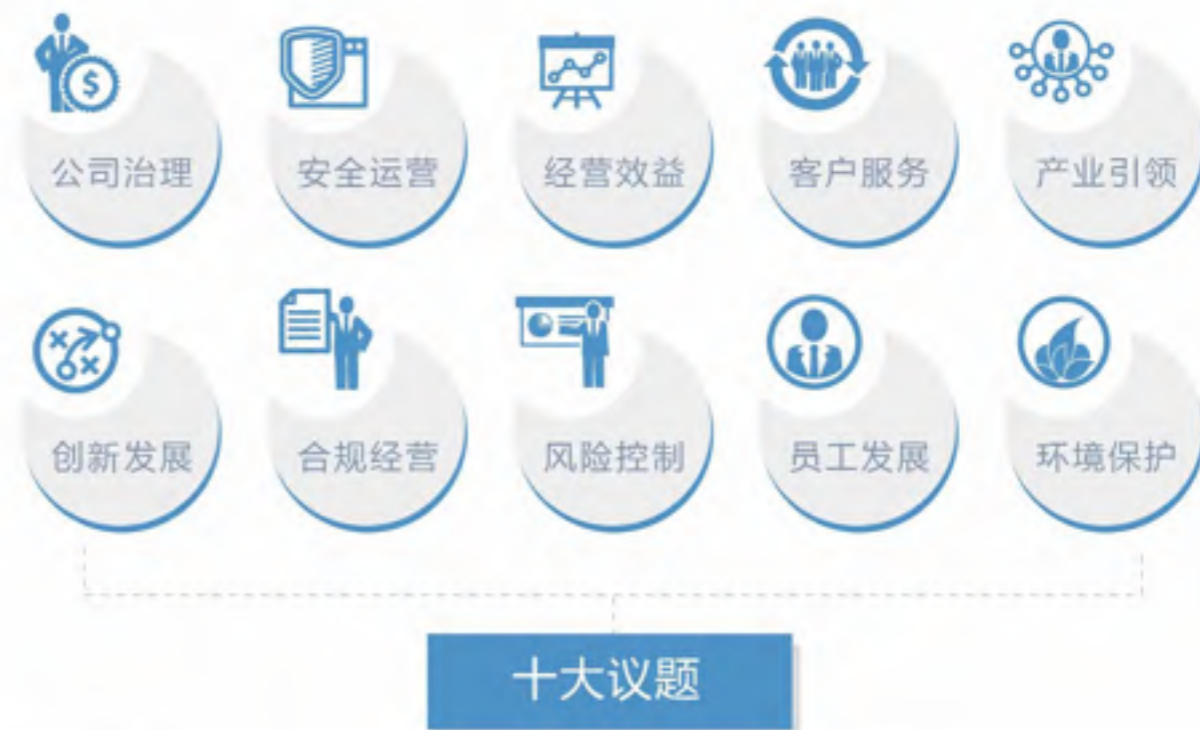 公司治理
安全运营
经营效益
客户服务
产业引领
创新发展
合规经营
风险控制
员工发展
环境保护
十大议题